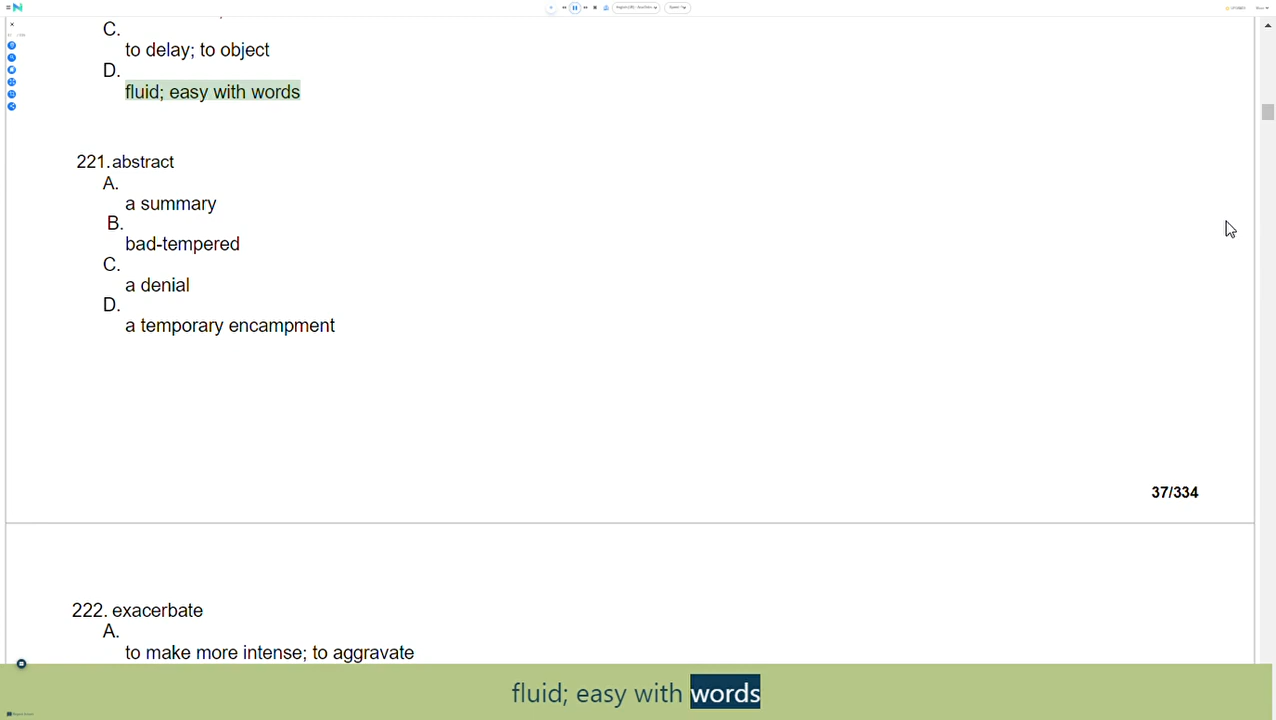 C.
to delay; to object
D.
fluid; easy with words
221. abstract
A.
a summary
B.
bad-tempered
C.
a denial
D.
a temporary encampment
37/334
222. exacerbate
A.
to make more intense; to aggravate
fluid; easy with words